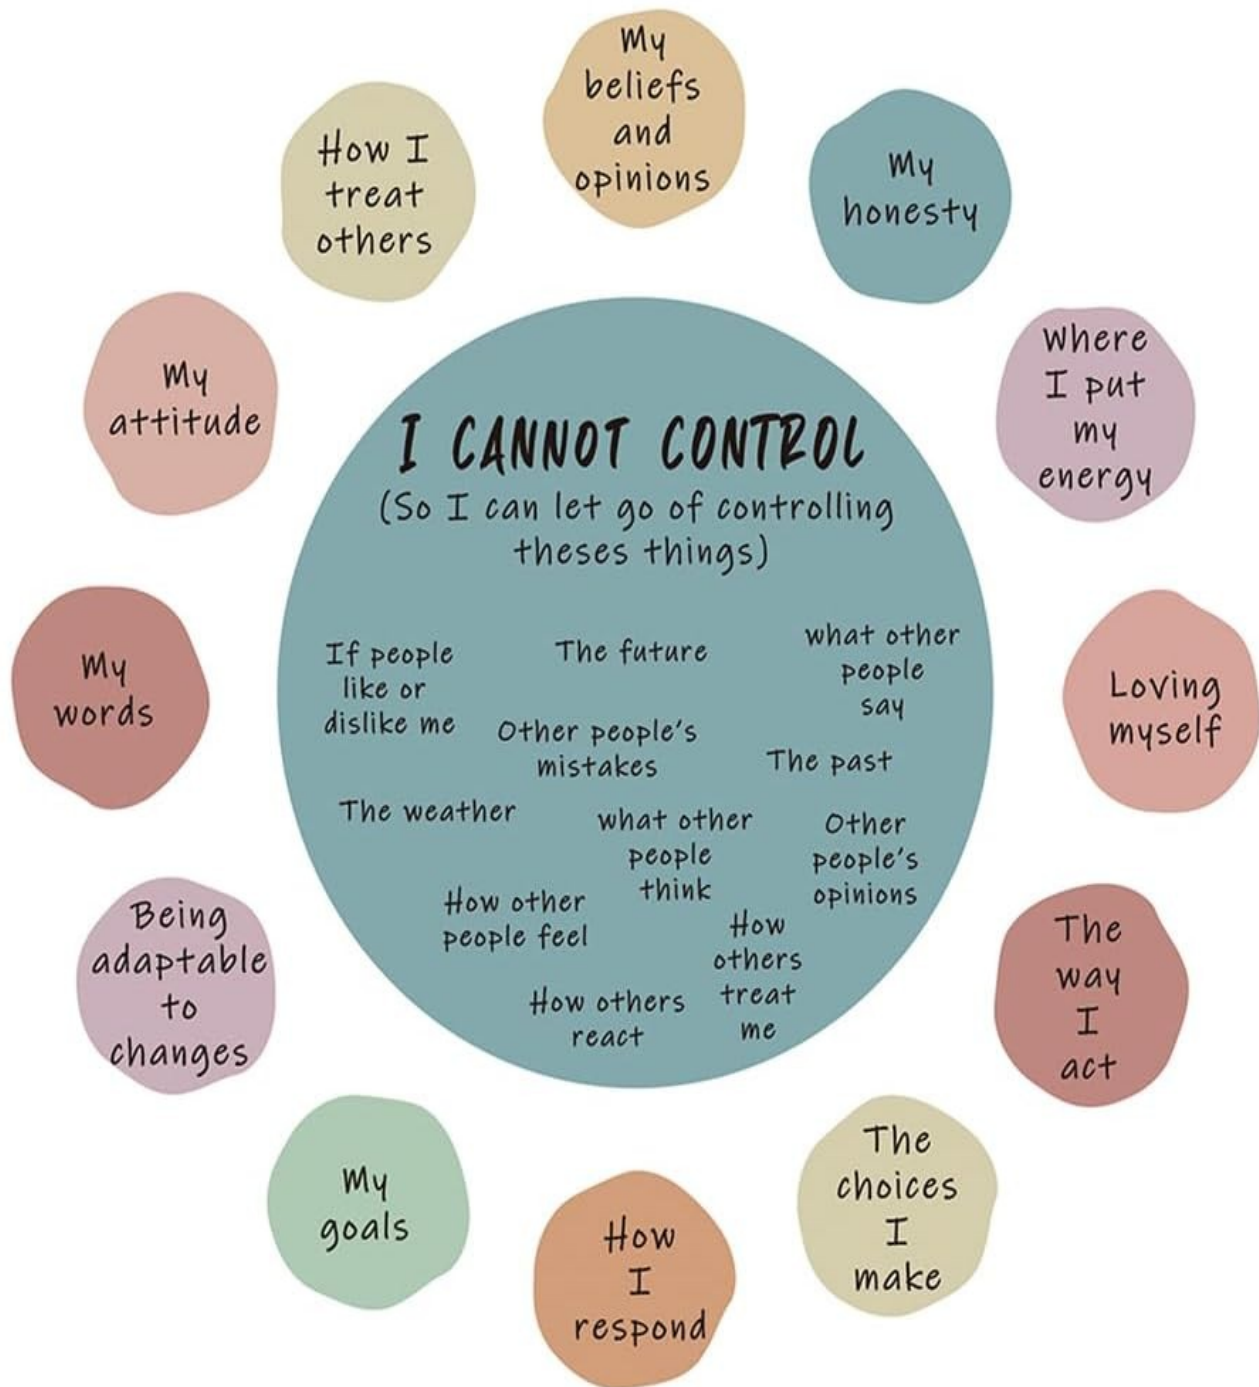 My
beliefs
and
opinions
How I
treat
others
My
honesty
My
attitude
Where
I put
my
energy
I CANNOT CONTROL
(So I can let go of controlling
theses things)
If people
like or
dislike me
The future
what other
people
say
Other people's
mistakes
The past
The weather
what other
people
think
Other
people's
opinions
How other
people feel
How
others
treat
me
How others
react
My
words
Loving
myself
Being
adaptable
to
changes
The
way
I
act
My
goals
How
I
respond
The
choices
I
make